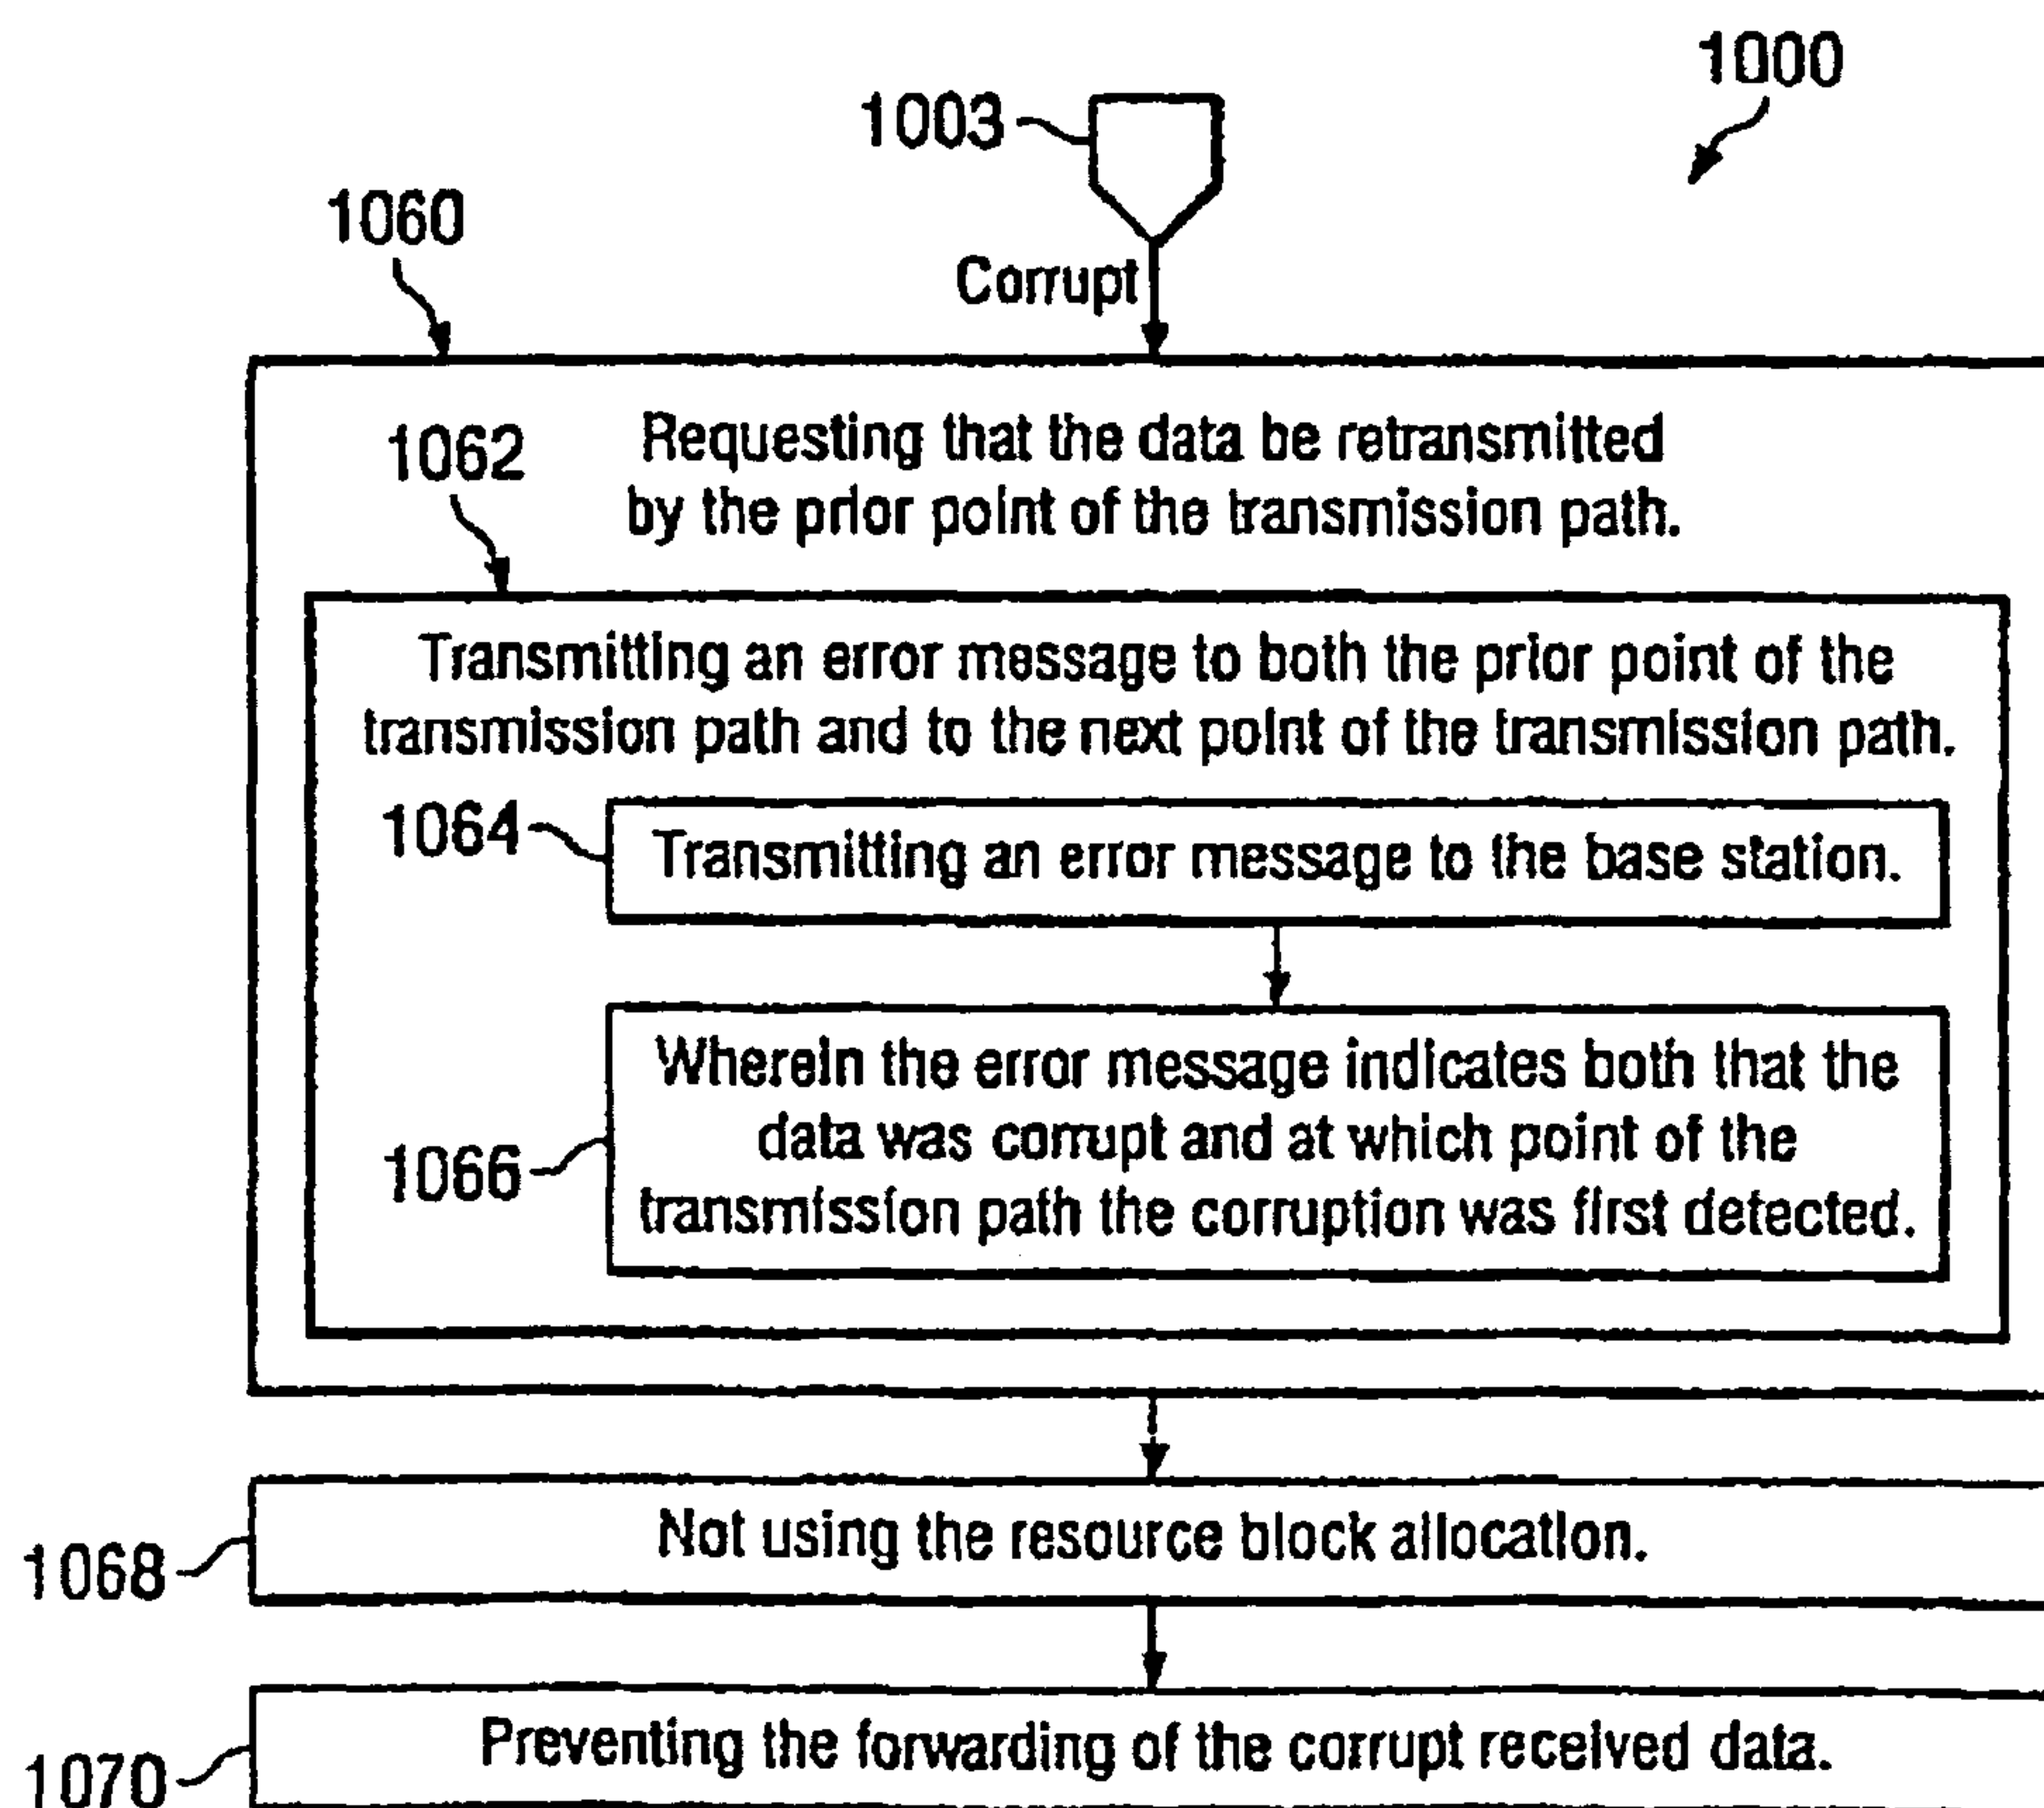 1000
1003
1060
Corrupt
Requesting that the data be retransmitted
by the prior point of the transmission path.
1062
Transmitting an error message to both the prior point of the
transmission path and to the next point of the transmission path.
1064
Transmitting an error message to the base station.
Wherein the error message indicates both that the
data was corrupt and at which point of the
transmission path the corruption was first detected.
1066
Not using the resource block allocation.
1068
Preventing the forwarding of the corrupt received data.
1070